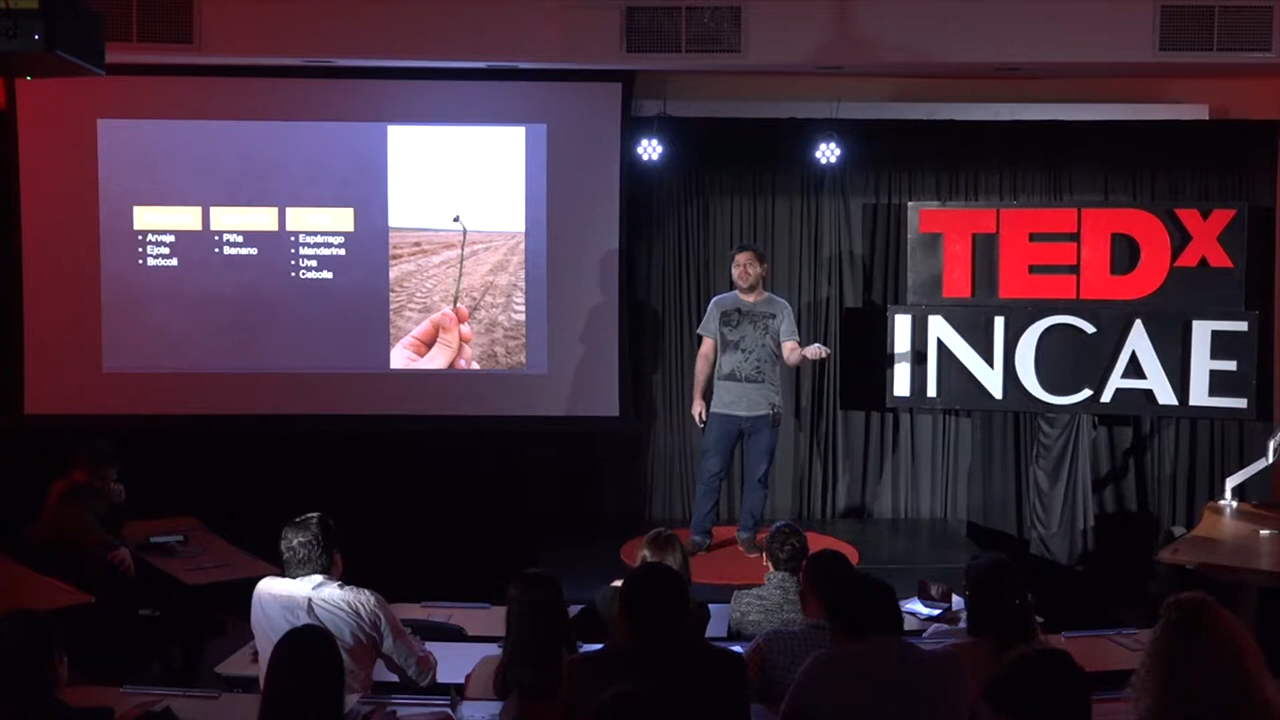 • Arveja
• Ejote
• Brócoli
• Piña
• Banano
• Espárrago
• Mandarina
• Uva
• Cebolla
TEDx
INCAE